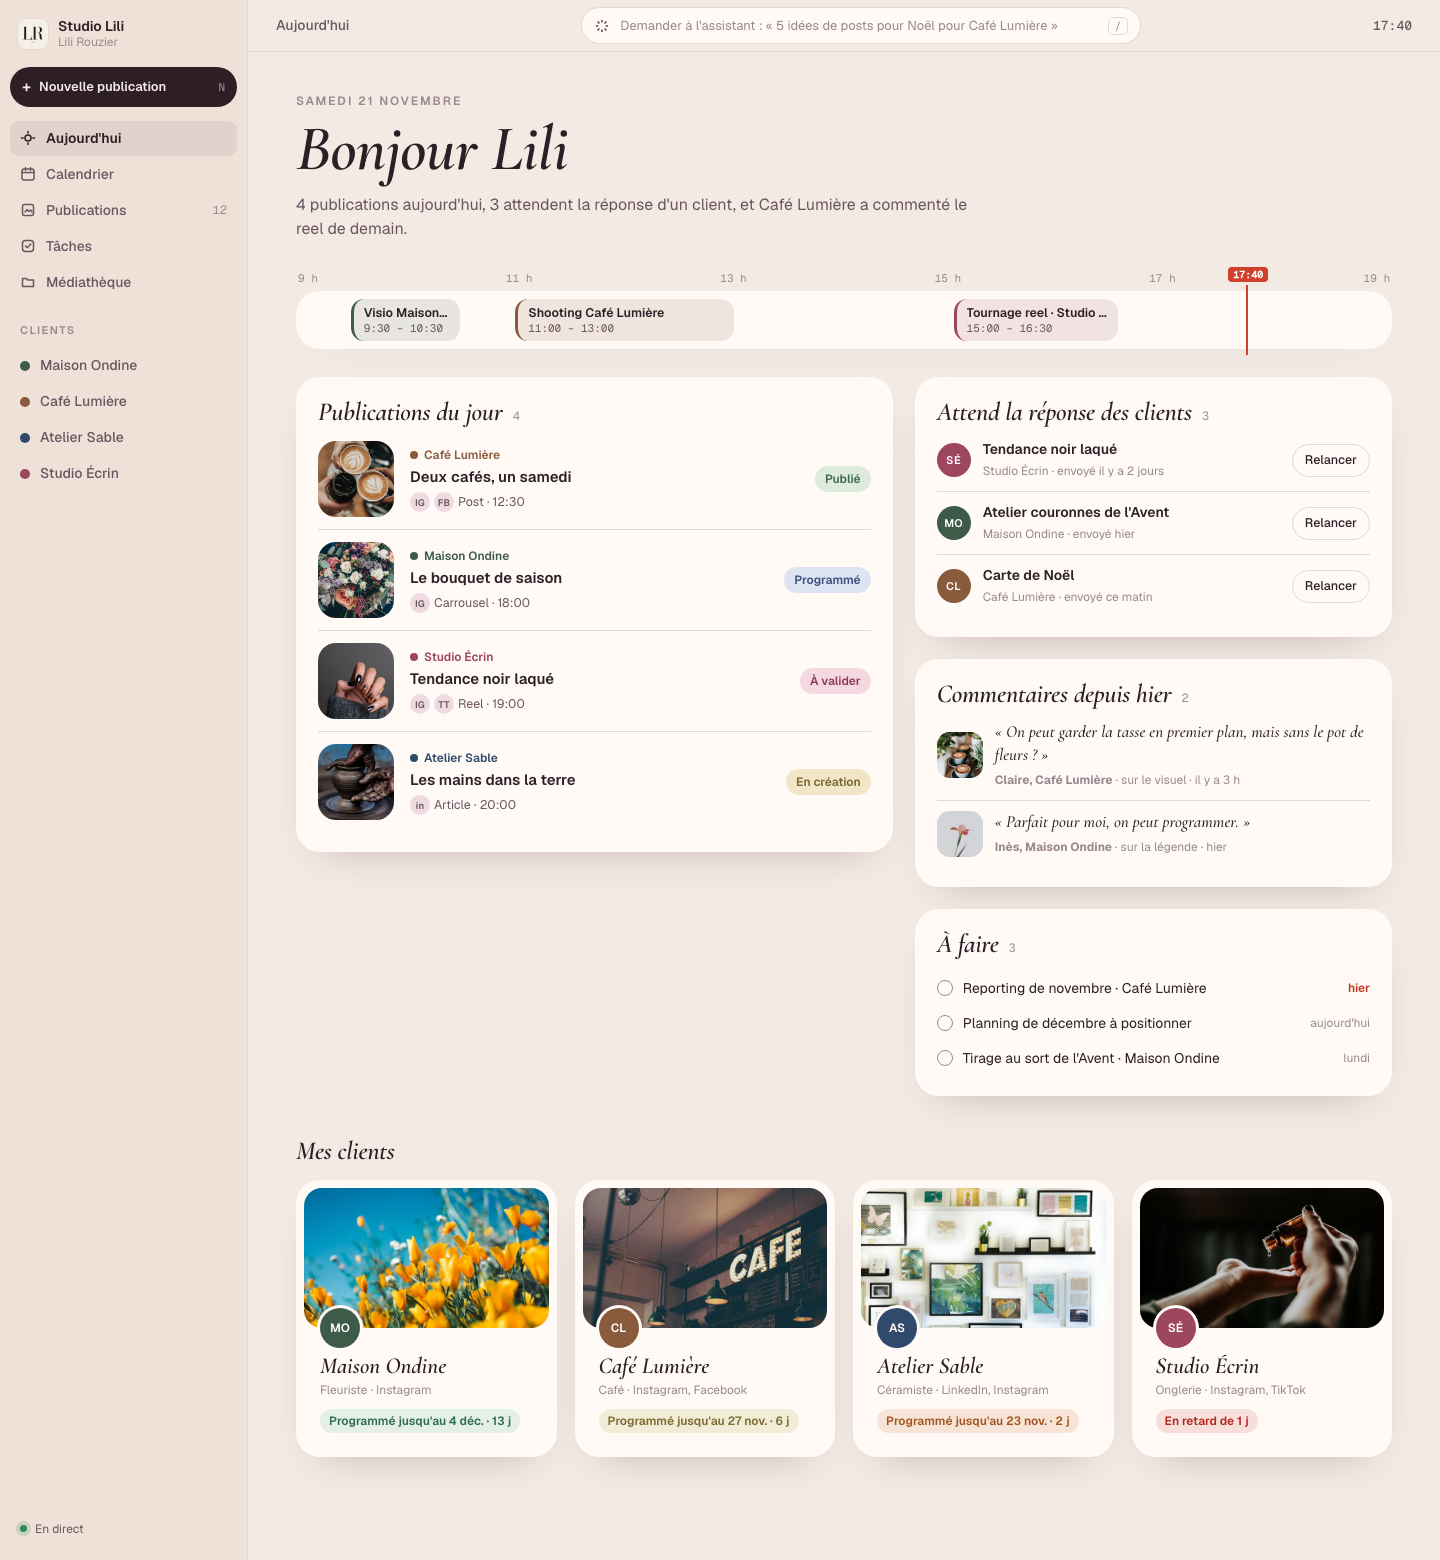 LR
Studio Lili
Lili Rouzier
+ Nouvelle publication N
Aujourd'hui
Calendrier
Publications 12
Tâches
Médiathèque
CLIENTS
Maison Ondine
Café Lumière
Atelier Sable
Studio Écrin
En direct
Aujourd'hui
Demander à l'assistant : « 5 idées de posts pour Noël pour Café Lumière » /
17:40
SAMEDI 21 NOVEMBRE
Bonjour Lili
4 publications aujourd'hui, 3 attendent la réponse d'un client, et Café Lumière a commenté le
reel de demain.
9 h 11 h 13 h 15 h 17 h 17:40 19 h
Visio Maison...
9:30 – 10:30
Shooting Café Lumière
11:00 – 13:00
Tournage reel · Studio ...
15:00 – 16:30
Publications du jour 4
Café Lumière
Deux cafés, un samedi
IG FB Post · 12:30
Publié
Maison Ondine
Le bouquet de saison
IG Carrousel · 18:00
Programmé
Studio Écrin
Tendance noir laqué
IG TT Reel · 19:00
À valider
Atelier Sable
Les mains dans la terre
in Article · 20:00
En création
Attend la réponse des clients 3
SÉ
Tendance noir laqué
Studio Écrin · envoyé il y a 2 jours
Relancer
MO
Atelier couronnes de l'Avent
Maison Ondine · envoyé hier
Relancer
CL
Carte de Noël
Café Lumière · envoyé ce matin
Relancer
Commentaires depuis hier 2
« On peut garder la tasse en premier plan, mais sans le pot de
fleurs ? »
Claire, Café Lumière · sur le visuel · il y a 3 h
« Parfait pour moi, on peut programmer. »
Inès, Maison Ondine · sur la légende · hier
À faire 3
Reporting de novembre · Café Lumière hier
Planning de décembre à positionner aujourd'hui
Tirage au sort de l'Avent · Maison Ondine lundi
Mes clients
MO
Maison Ondine
Fleuriste · Instagram
Programmé jusqu'au 4 déc. · 13 j
CAFE
CL
Café Lumière
Café · Instagram, Facebook
Programmé jusqu'au 27 nov. · 6 j
AS
Atelier Sable
Céramiste · LinkedIn, Instagram
Programmé jusqu'au 23 nov. · 2 j
SÉ
Studio Écrin
Onglerie · Instagram, TikTok
En retard de 1 j